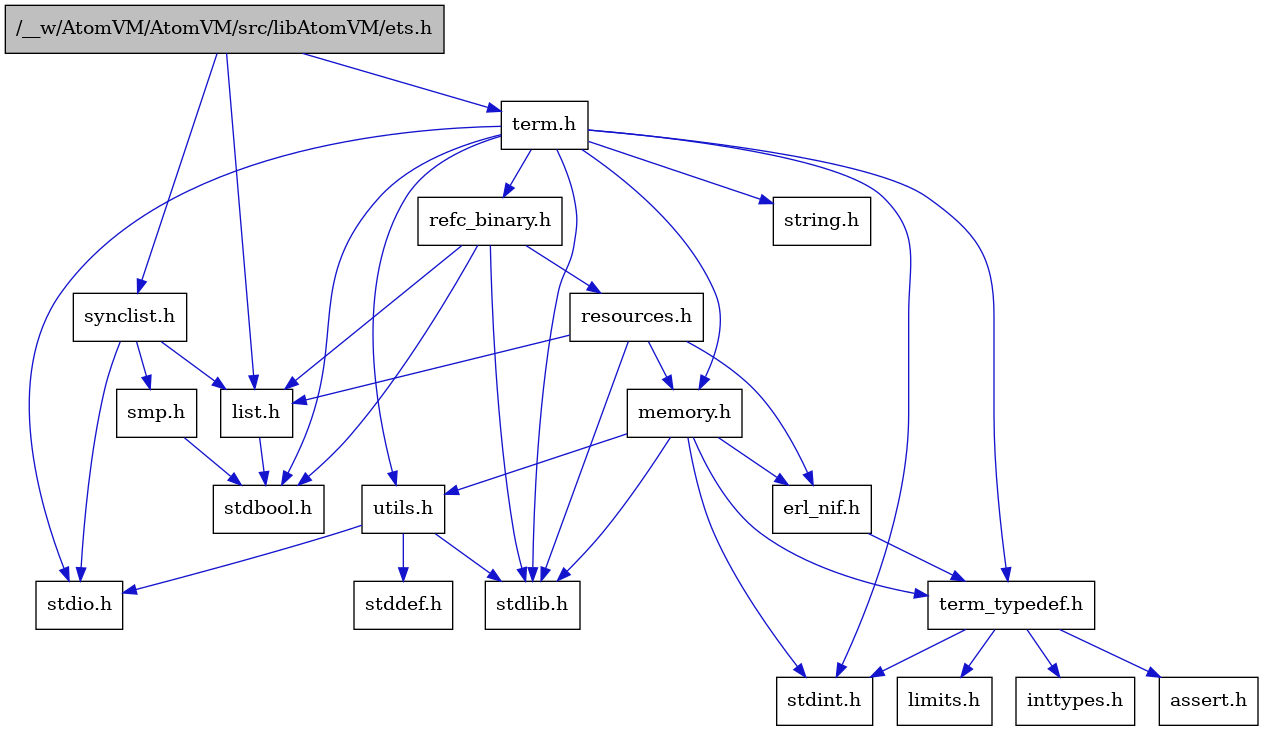 /__w/AtomVM/AtomVM/src/libAtomVM/ets.h
term.h
refc_binary.h
string.h
synclist.h
resources.h
smp.h
list.h
memory.h
stdbool.h
utils.h
erl_nif.h
stdio.h
stddef.h
stdlib.h
term_typedef.h
stdint.h
limits.h
inttypes.h
assert.h